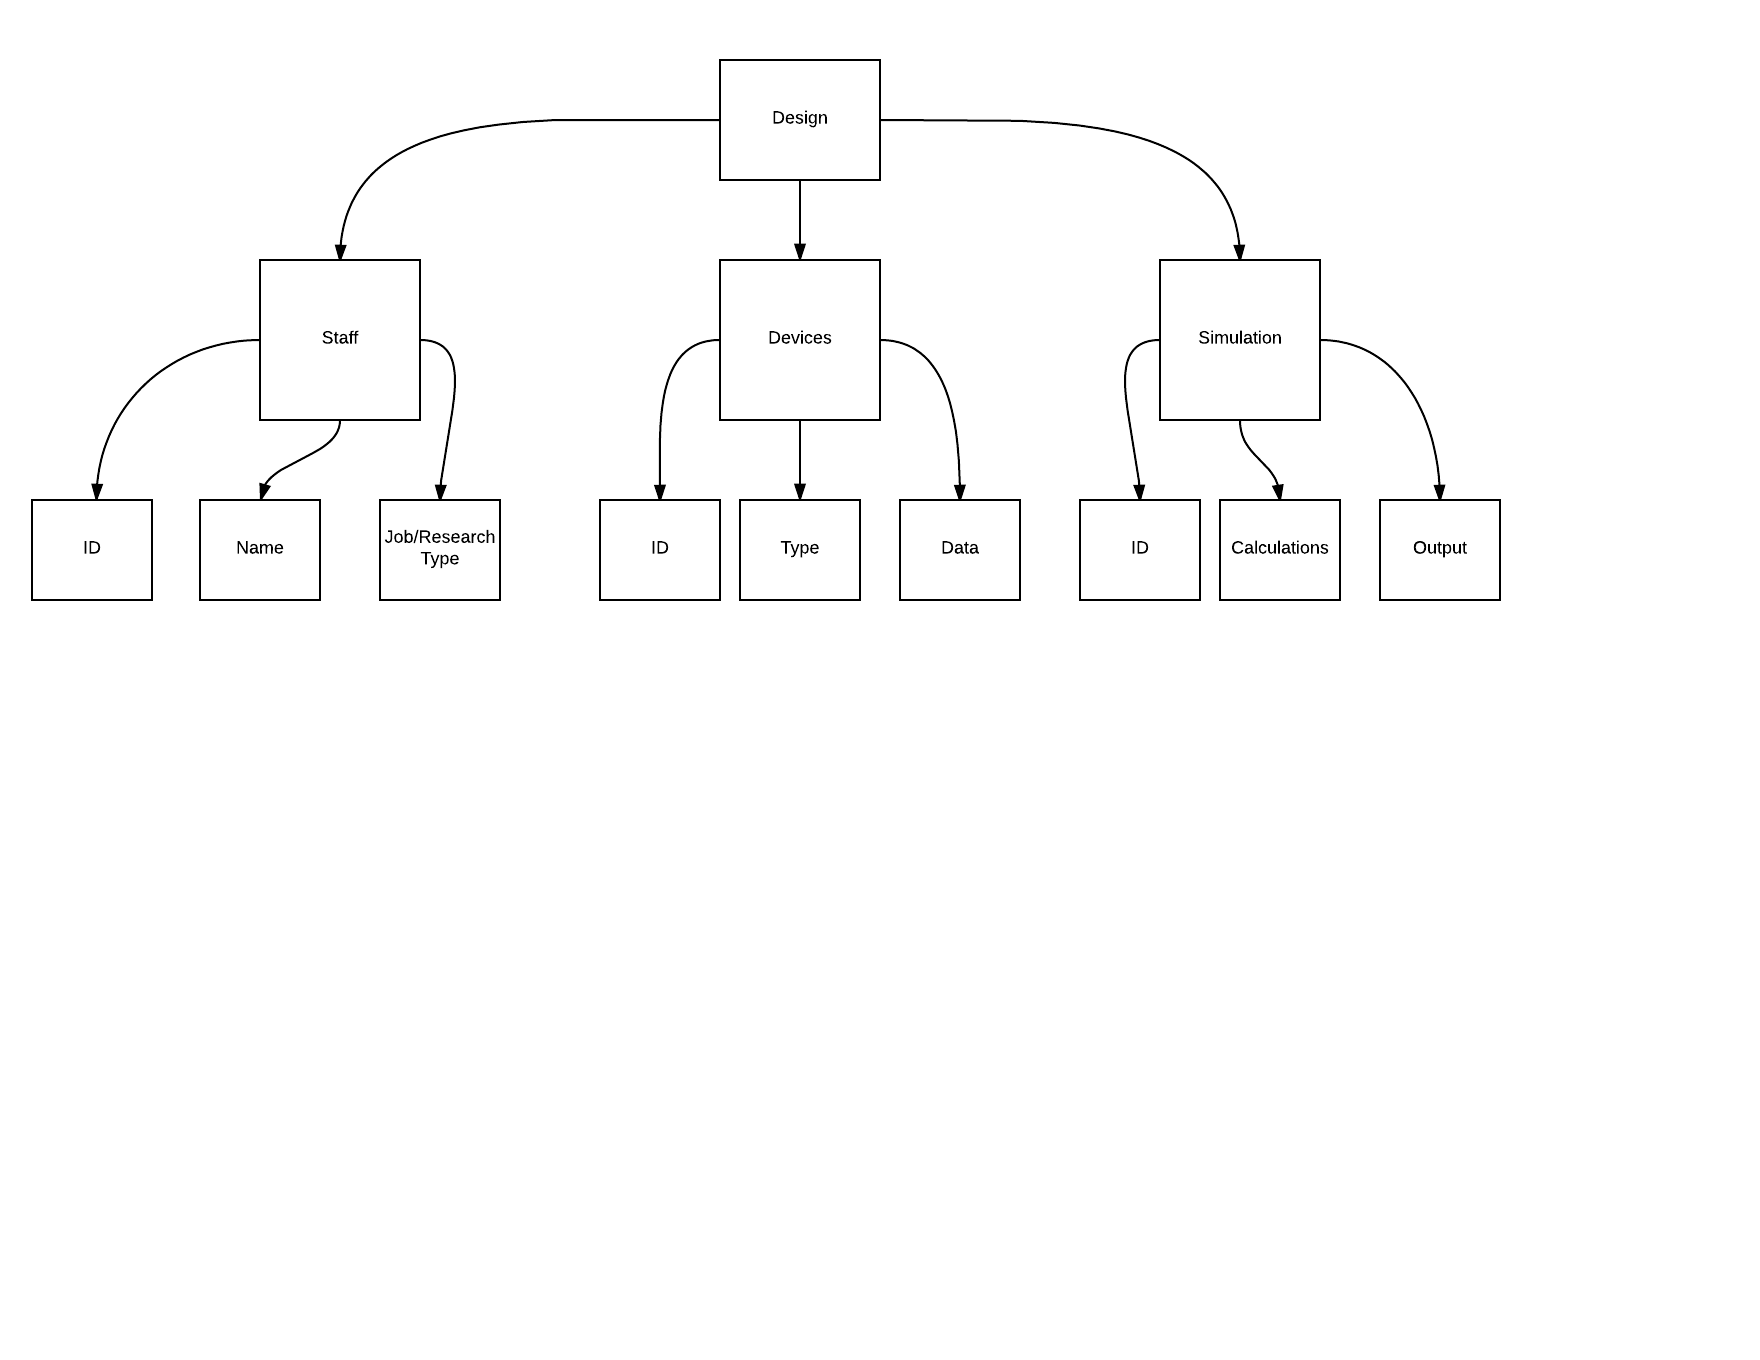 Design
Staff
Devices
Simulation
ID
Name
Job/Research
Type
ID
Type
Data
ID
Calculations
Output